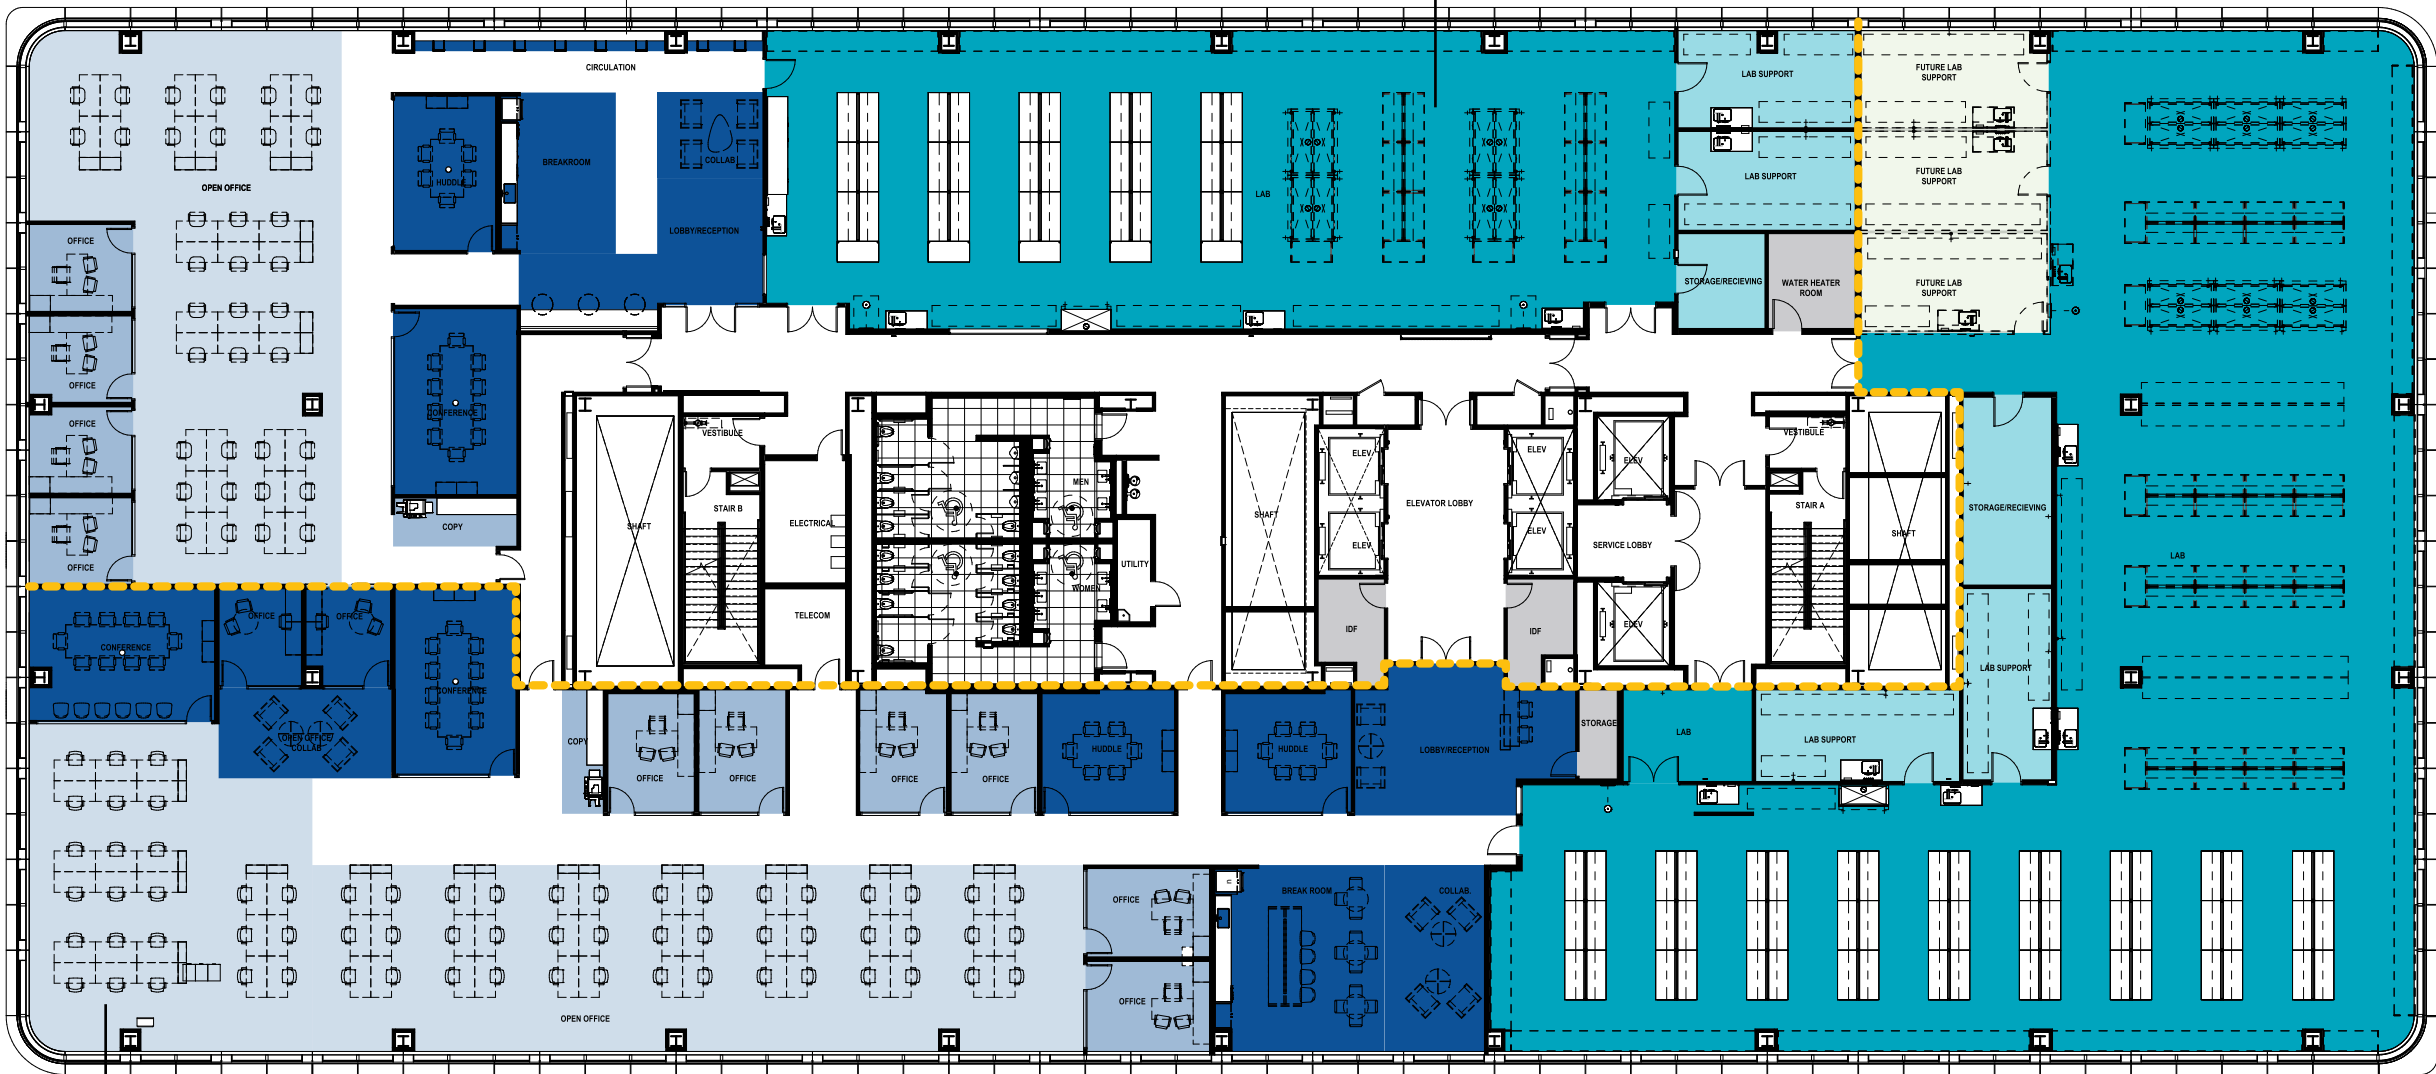 CIRCULATION
LAB SUPPORT
FUTURE LAB
SUPPORT
BREAKROOM
COLLAB
HUDDLE
OPEN OFFICE
LAB
LAB SUPPORT
FUTURE LAB
SUPPORT
LOBBY/RECEPTION
OFFICE
STORAGE/RECIEVING
WATER HEATER
ROOM
FUTURE LAB
SUPPORT
OFFICE
CONFERENCE
OFFICE
VESTIBULE
VESTIBULE
ELEV
ELEV
ELEV
MEN
ELEVATOR LOBBY
STAIR B
STAIR A
STORAGE/RECIEVING
COPY
SHAFT
ELECTRICAL
SHAFT
SHAFT
ELEV
ELEV
SERVICE LOBBY
LAB
OFFICE
UTILITY
WOMEN
OFFICE
OFFICE
TELECOM
IDF
IDF
ELEV
CONFERENCE
LAB SUPPORT
CONFERENCE
OPEN OFFICE/
COLLAB
COPY
STORAGE
LAB
LAB SUPPORT
HUDDLE
HUDDLE
LOBBY/RECEPTION
OFFICE
OFFICE
OFFICE
OFFICE
BREAK ROOM
COLLAB.
OFFICE
OFFICE
OPEN OFFICE